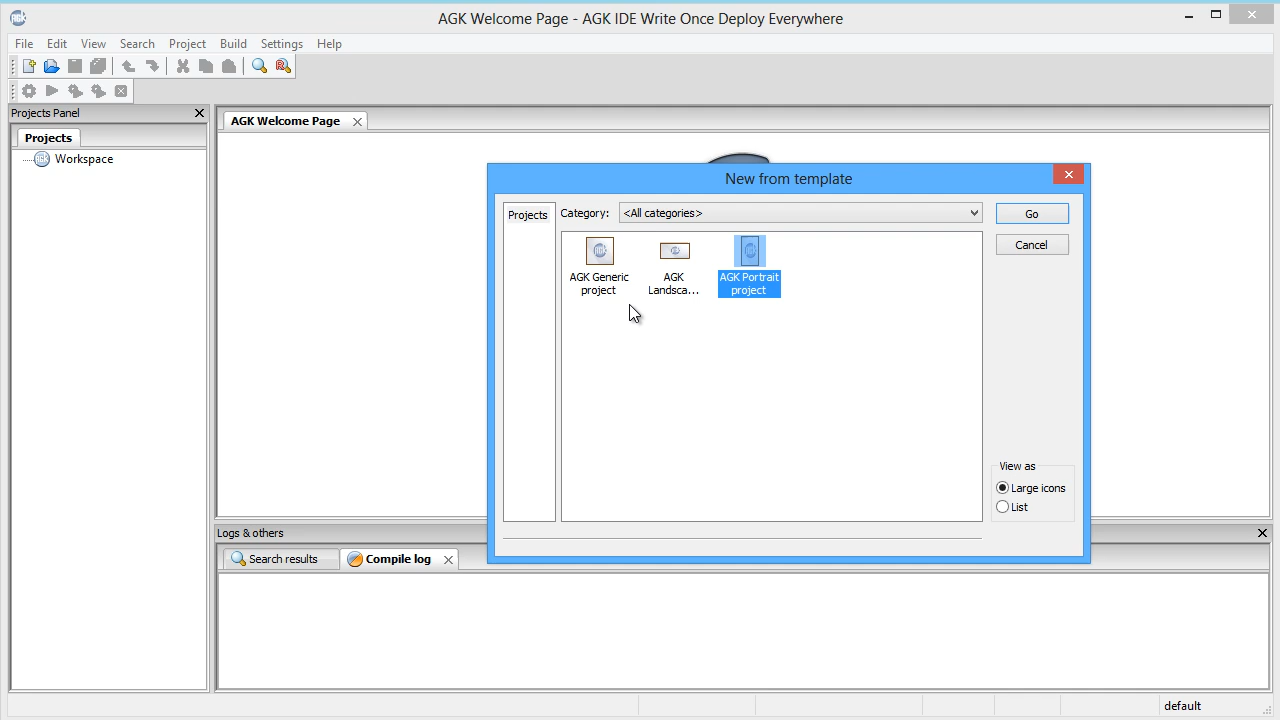 AGK Welcome Page - AGK IDE Write Once Deploy Everywhere
File Edit View Search Project Build Settings Help
Projects Panel
Projects
Workspace
AGK Welcome Page
New from template
Projects
Category: <All categories>
Go
Cancel
AGK Generic project
AGK Landsca...
AGK Portrait project
View as
Large icons
List
Logs & others
Search results
Compile log
default